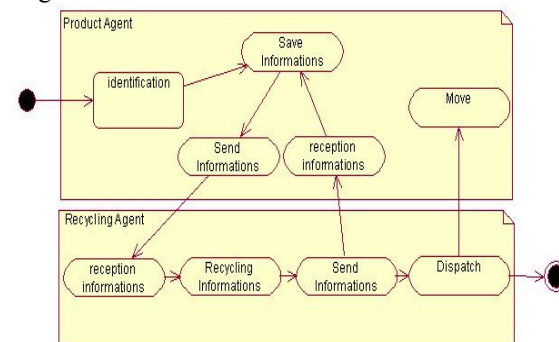 Product Agent
Save
Informations
identification
Move
Send
Informations
reception
informations
Recycling Agent
reception
informations
Recycling
Informations
Send
Informations
Dispatch